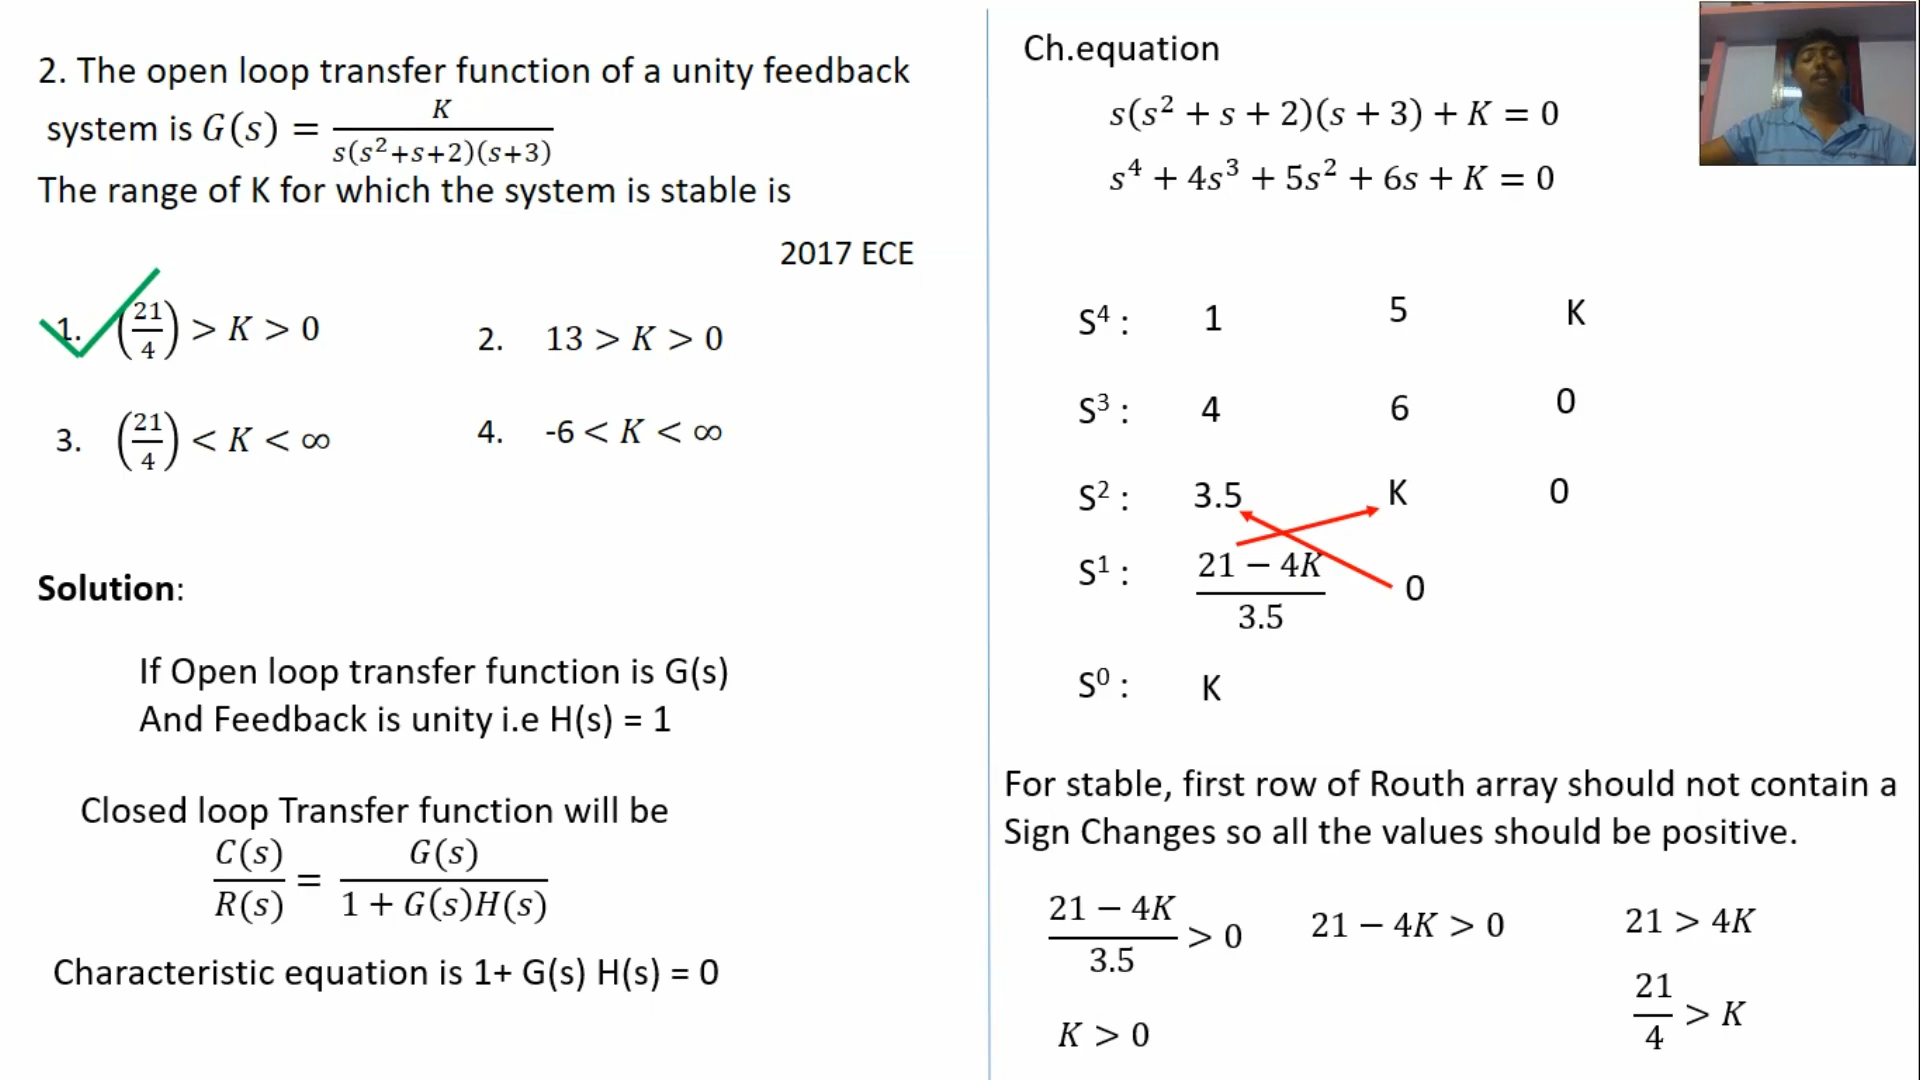 2. The open loop transfer function of a unity feedback
system is G(s) = K / s(s²+s+2)(s+3)
The range of K for which the system is stable is
2017 ECE
1. (21/4) > K > 0
2. 13 > K > 0
3. (21/4) < K < ∞
4. -6 < K < ∞
Solution:
If Open loop transfer function is G(s)
And Feedback is unity i.e H(s) = 1
Closed loop Transfer function will be
C(s)/R(s) = G(s) / 1 + G(s)H(s)
Characteristic equation is 1+ G(s) H(s) = 0
Ch.equation
s(s² + s + 2)(s + 3) + K = 0
s⁴ + 4s³ + 5s² + 6s + K = 0
S⁴ : 1 5 K
S³ : 4 6 0
S² : 3.5 K 0
S¹ : 21 − 4K / 3.5 0
S⁰ : K
For stable, first row of Routh array should not contain a
Sign Changes so all the values should be positive.
21 − 4K / 3.5 > 0 21 − 4K > 0 21 > 4K
21/4 > K
K > 0